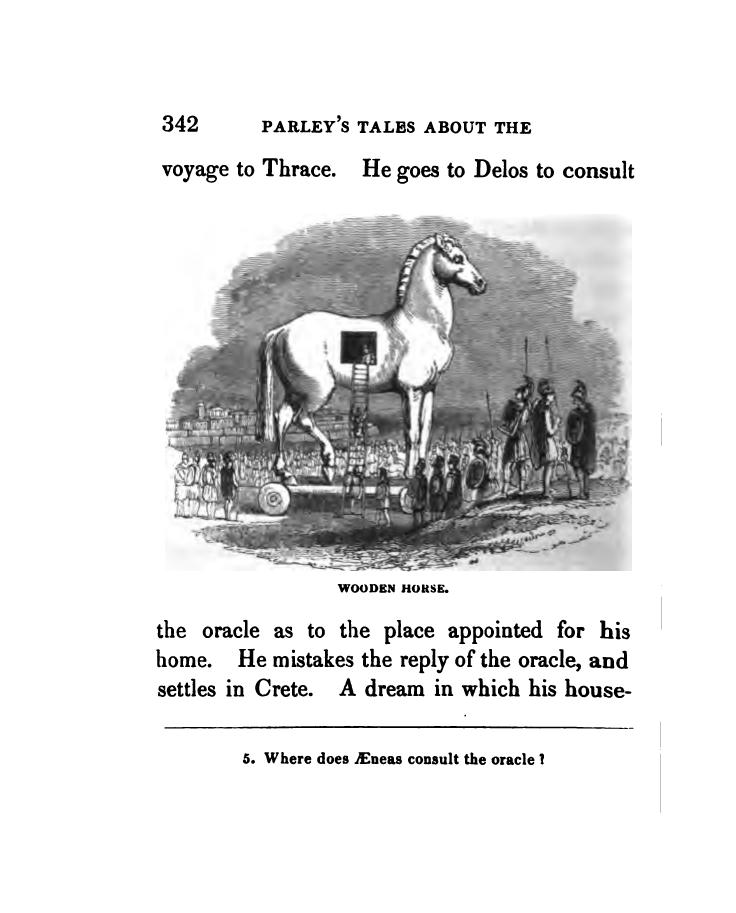 342 PARLEY'S TALES ABOUT THE
voyage to Thrace. He goes to Delos to consult
WOODEN HORSE.
the oracle as to the place appointed for his
home. He mistakes the reply of the oracle, and
settles in Crete. A dream in which his house-
5. Where does Æneas consult the oracle?